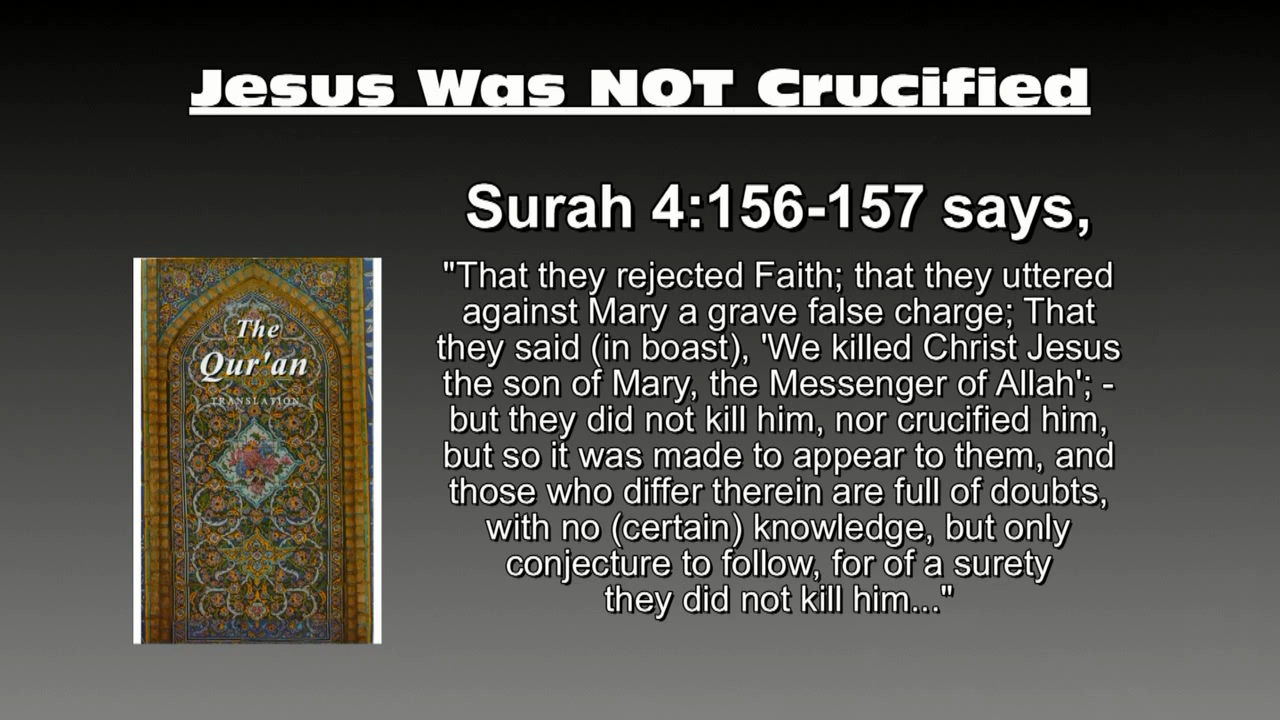 Jesus Was NOT Crucified
Surah 4:156-157 says,
"That they rejected Faith; that they uttered
against Mary a grave false charge; That
they said (in boast), 'We killed Christ Jesus
the son of Mary, the Messenger of Allah'; -
but they did not kill him, nor crucified him,
but so it was made to appear to them, and
those who differ therein are full of doubts,
with no (certain) knowledge, but only
conjecture to follow, for of a surety
they did not kill him..."
The
Qur'an
TRANSLATION